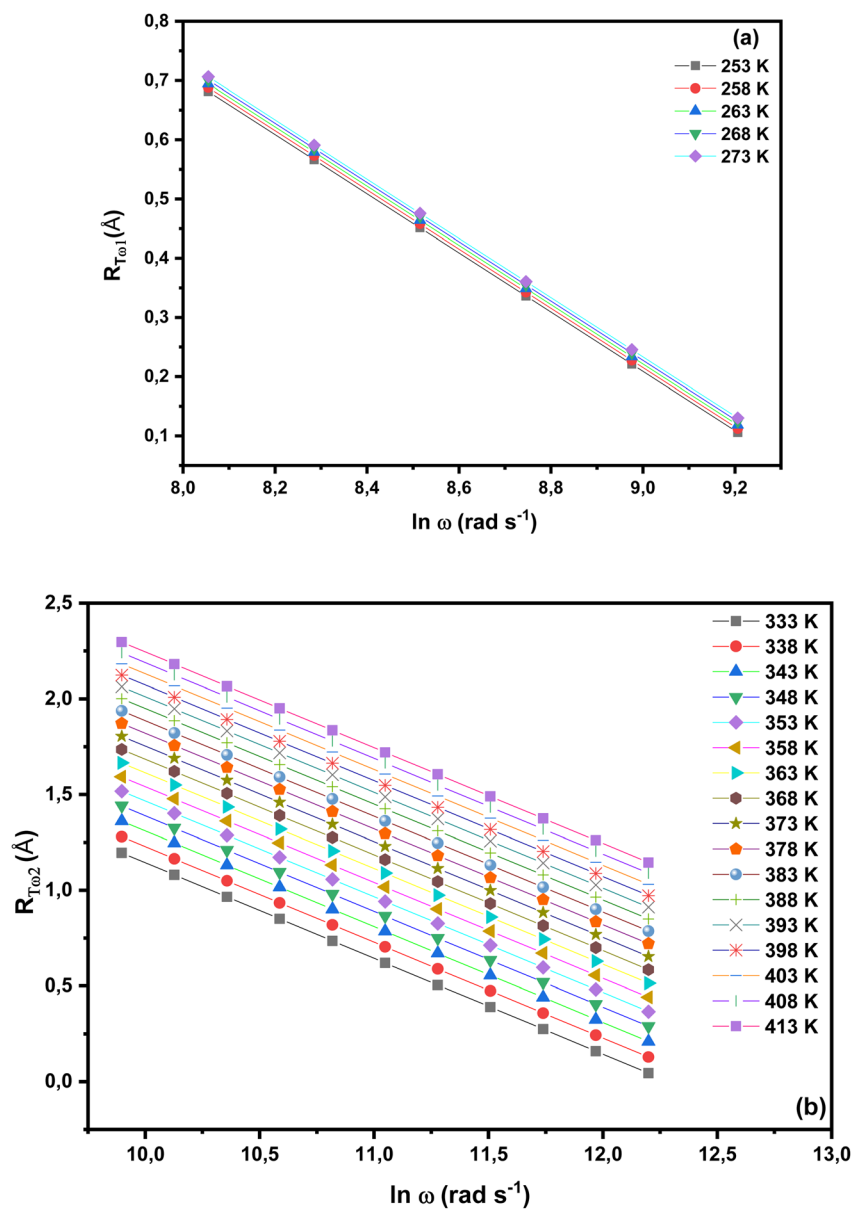 (a)
0,8
0,7
0,6
0,5
0,4
0,3
0,2
0,1
R_Tω1 (Å)
253 K
258 K
263 K
268 K
273 K
8,0 8,2 8,4 8,6 8,8 9,0 9,2
ln ω (rad s⁻¹)
2,5
2,0
1,5
1,0
0,5
0,0
R_Tω2 (Å)
333 K
338 K
343 K
348 K
353 K
358 K
363 K
368 K
373 K
378 K
383 K
388 K
393 K
398 K
403 K
408 K
413 K
(b)
10,0 10,5 11,0 11,5 12,0 12,5 13,0
ln ω (rad s⁻¹)